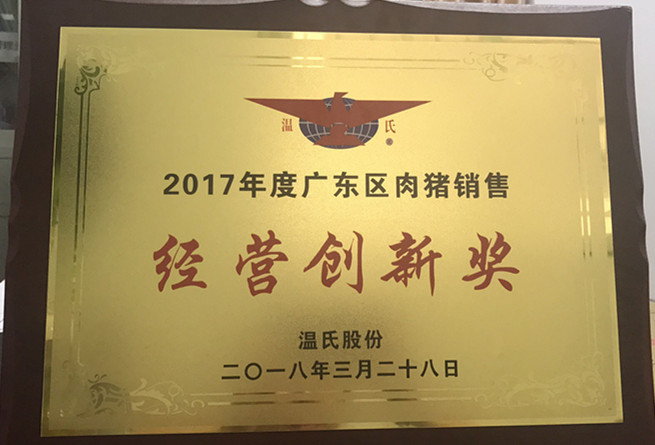 温 氏
®
2017年度广东区肉猪销售
经营创新奖
温氏股份
二〇一八年三月二十八日